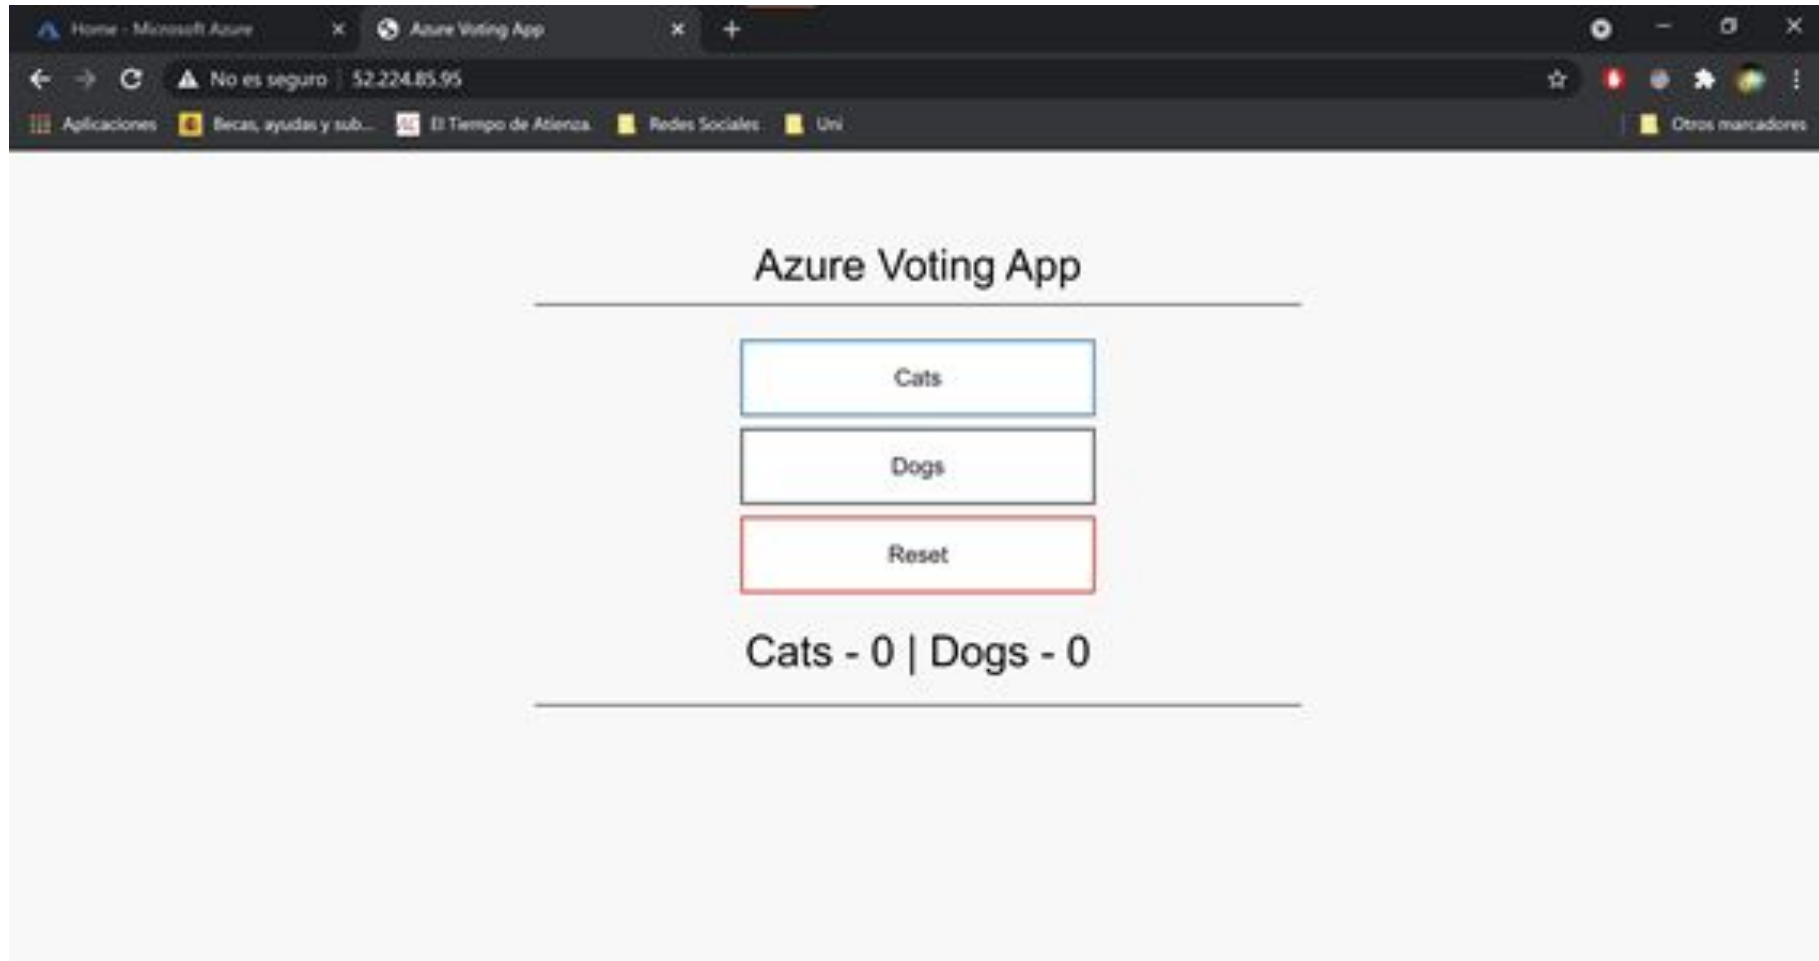 Home - Microsoft Azure
Azure Voting App
No es seguro | 52.224.85.95
Aplicaciones
Becas, ayudas y sub...
El Tiempo de Atienza.
Redes Sociales
Uni
Otros marcadores
Azure Voting App
Cats
Dogs
Reset
Cats - 0 | Dogs - 0